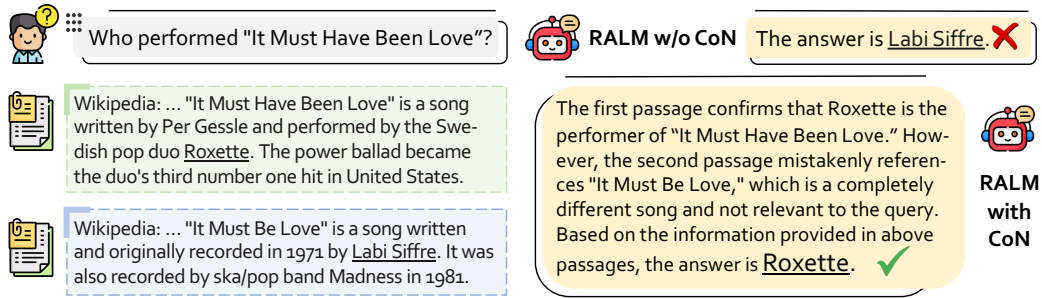 Who performed "It Must Have Been Love"?
Wikipedia: ... "It Must Have Been Love" is a song
written by Per Gessle and performed by the Swe-
dish pop duo Roxette. The power ballad became
the duo's third number one hit in United States.
Wikipedia: ... "It Must Be Love" is a song written
and originally recorded in 1971 by Labi Siffre. It was
also recorded by ska/pop band Madness in 1981.
RALM w/o CoN
The answer is Labi Siffre.
The first passage confirms that Roxette is the
performer of “It Must Have Been Love.” How-
ever, the second passage mistakenly referen-
ces "It Must Be Love," which is a completely
different song and not relevant to the query.
Based on the information provided in above
passages, the answer is Roxette.
RALM
with
CoN